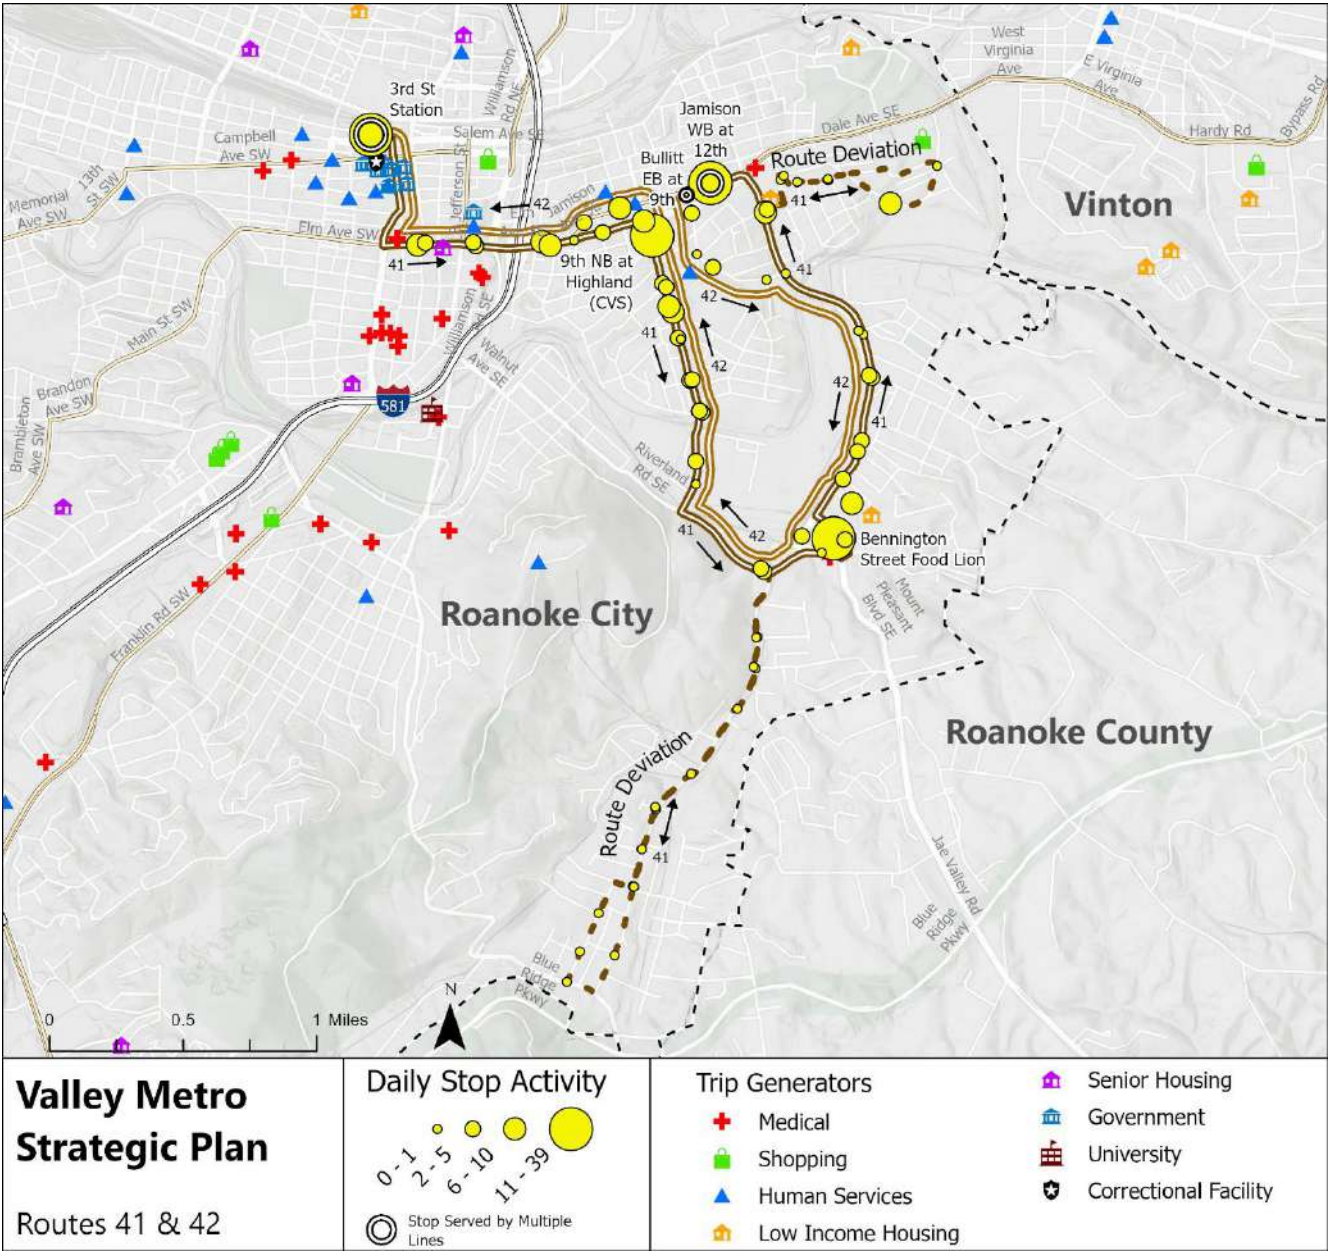 West
Virginia
Ave
E Virginia
Ave
Williamson
Rd NE
3rd St
Station
Jamison
WB at
12th
Dale Ave SE
Hardy Rd
Bypass Rd
Campbell
Ave SW
Salem Ave SE
Bullitt
EB at
9th
Route Deviation
13th
St SW
Memorial
Ave SW
Jefferson St
Jamison
41
Vinton
42
Elm Ave SW
41
9th NB at
Highland
(CVS)
41
42
Main St SW
Williamson
Rd SE
Walnut
Ave SE
41
42
42
41
Brandon
Ave SW
Brambleton
Ave SW
581
Riverland
Rd SE
41
42
Bennington
Street Food Lion
Mount
Pleasant
Blvd SE
Roanoke City
Franklin Rd SW
Roanoke County
Route Deviation
41
Jae Valley Rd
Blue
Ridge
Pkwy
Blue
Ridge
Pkwy
N
0 0.5 1 Miles
Valley Metro
Strategic Plan
Routes 41 & 42
Daily Stop Activity
0 - 1
2 - 5
6 - 10
11 - 39
Stop Served by Multiple
Lines
Trip Generators
Medical
Shopping
Human Services
Low Income Housing
Senior Housing
Government
University
Correctional Facility